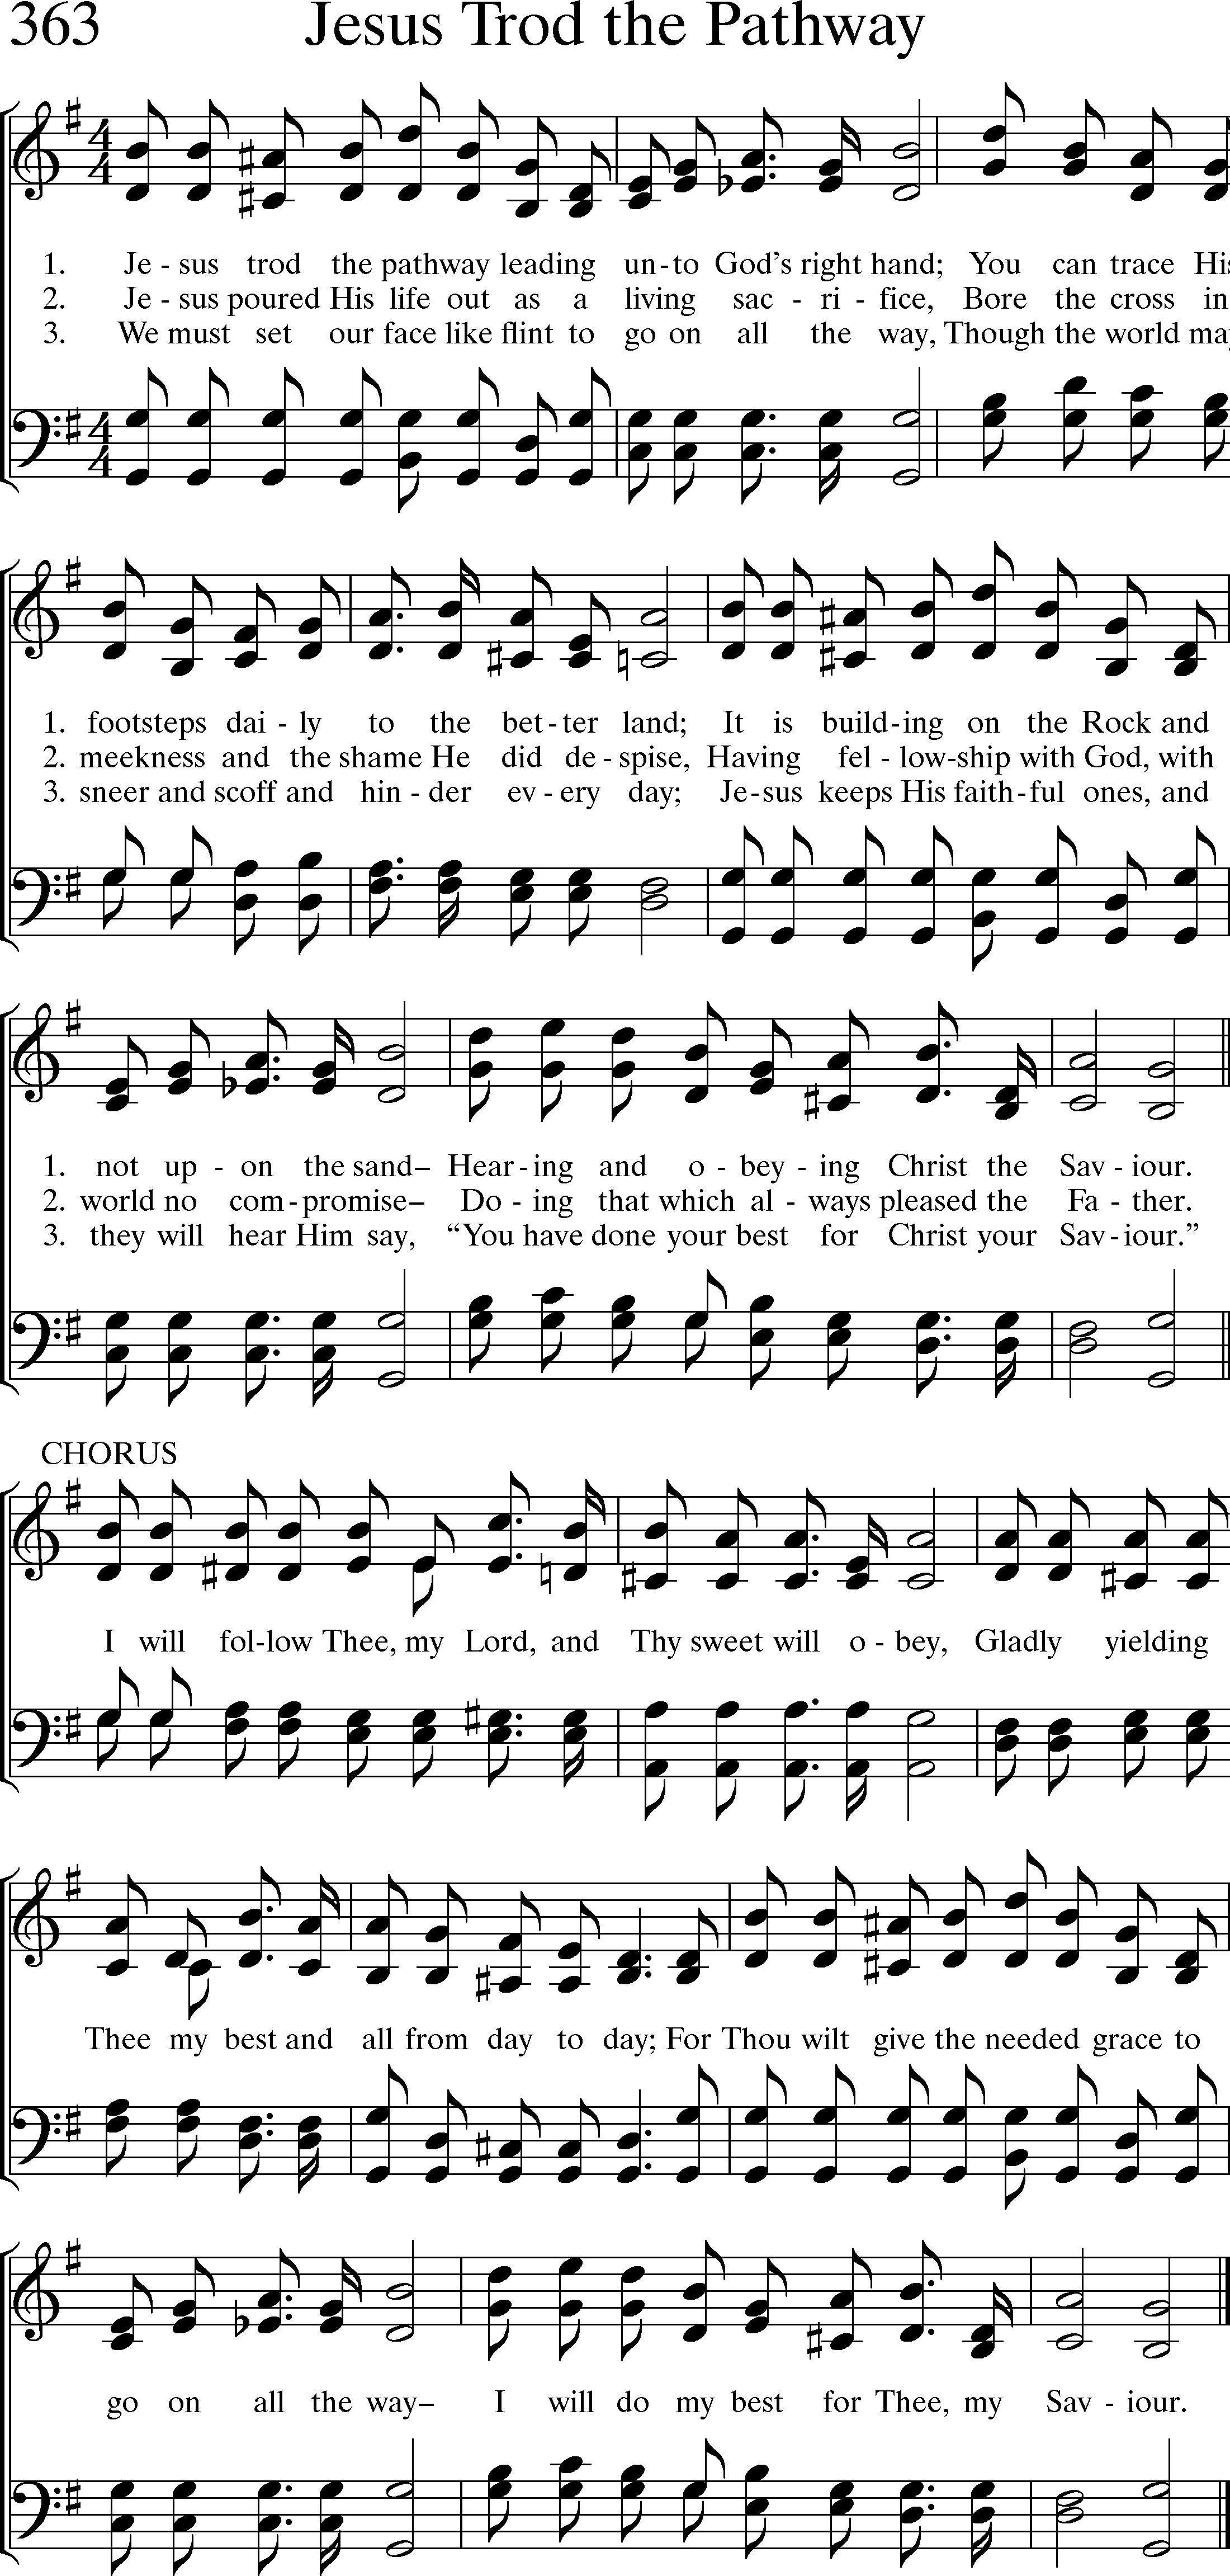 363 Jesus Trod the Pathway
4 4
1. Je - sus trod the pathway leading un - to God's right hand; You can trace His
2. Je - sus poured His life out as a living sac - ri - fice, Bore the cross in
3. We must set our face like flint to go on all the way, Though the world may
4 4
1. footsteps dai - ly to the bet - ter land; It is build - ing on the Rock and
2. meekness and the shame He did de - spise, Having fel - low - ship with God, with
3. sneer and scoff and hin - der ev - ery day; Je - sus keeps His faith - ful ones, and
1. not up - on the sand– Hear - ing and o - bey - ing Christ the Sav - iour.
2. world no com - promise– Do - ing that which al - ways pleased the Fa - ther.
3. they will hear Him say, “You have done your best for Christ your Sav - iour.”
CHORUS
I will fol - low Thee, my Lord, and Thy sweet will o - bey, Gladly yielding
Thee my best and all from day to day; For Thou wilt give the needed grace to
go on all the way– I will do my best for Thee, my Sav - iour.